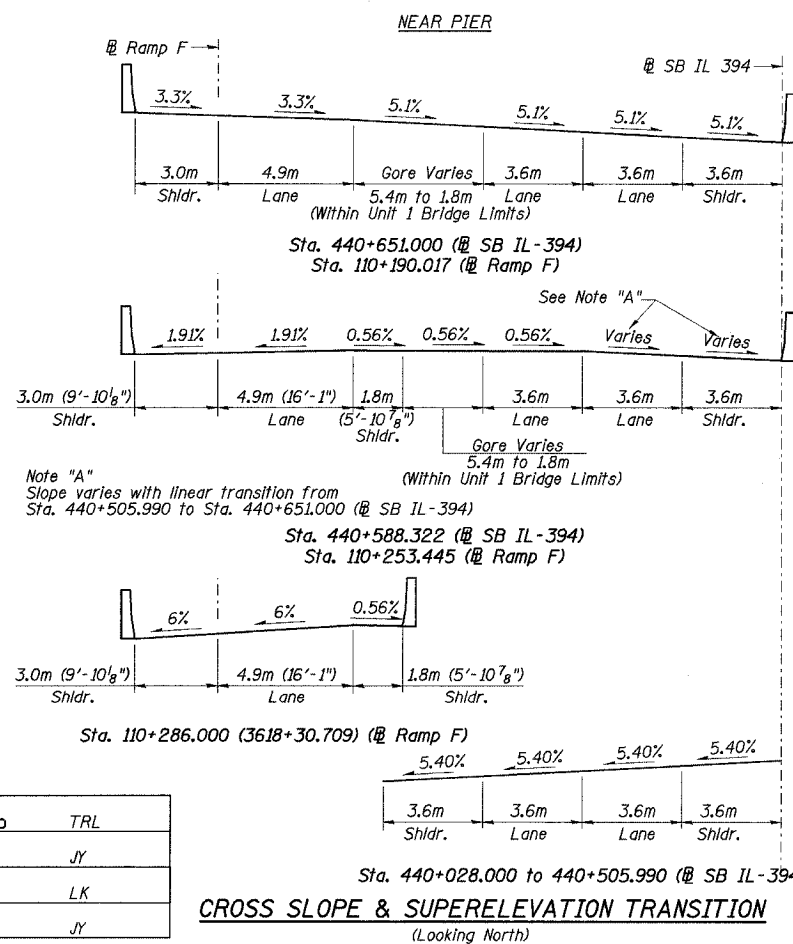 NEAR PIER
℄ Ramp F
℄ SB IL 394
3.3% 3.3% 5.1% 5.1% 5.1% 5.1%
3.0m 4.9m Gore Varies 3.6m 3.6m 3.6m
Shldr. Lane 5.4m to 1.8m Lane Lane Shldr.
(Within Unit 1 Bridge Limits)
Sta. 440+651.000 (℄ SB IL-394)
Sta. 110+190.017 (℄ Ramp F)
See Note "A"
1.91% 1.91% 0.56% 0.56% 0.56% Varies Varies
3.0m (9'-10⅛") 4.9m (16'-1") 1.8m 3.6m 3.6m 3.6m
Shldr. Lane (5'-10⅞") Lane Lane Shldr.
Shldr.
Gore Varies
5.4m to 1.8m
(Within Unit 1 Bridge Limits)
Note "A"
Slope varies with linear transition from
Sta. 440+505.990 to Sta. 440+651.000 (℄ SB IL-394)
Sta. 440+588.322 (℄ SB IL-394)
Sta. 110+253.445 (℄ Ramp F)
6% 6% 0.56%
3.0m (9'-10⅛") 4.9m (16'-1") 1.8m (5'-10⅞")
Shldr. Lane Shldr.
Sta. 110+286.000 (3618+30.709) (℄ Ramp F)
5.40% 5.40% 5.40% 5.40%
3.6m 3.6m 3.6m 3.6m
Shldr. Lane Lane Shldr.
Sta. 440+028.000 to 440+505.990 (℄ SB IL-394
TRL
JY
LK
JY
CROSS SLOPE & SUPERELEVATION TRANSITION
(Looking North)